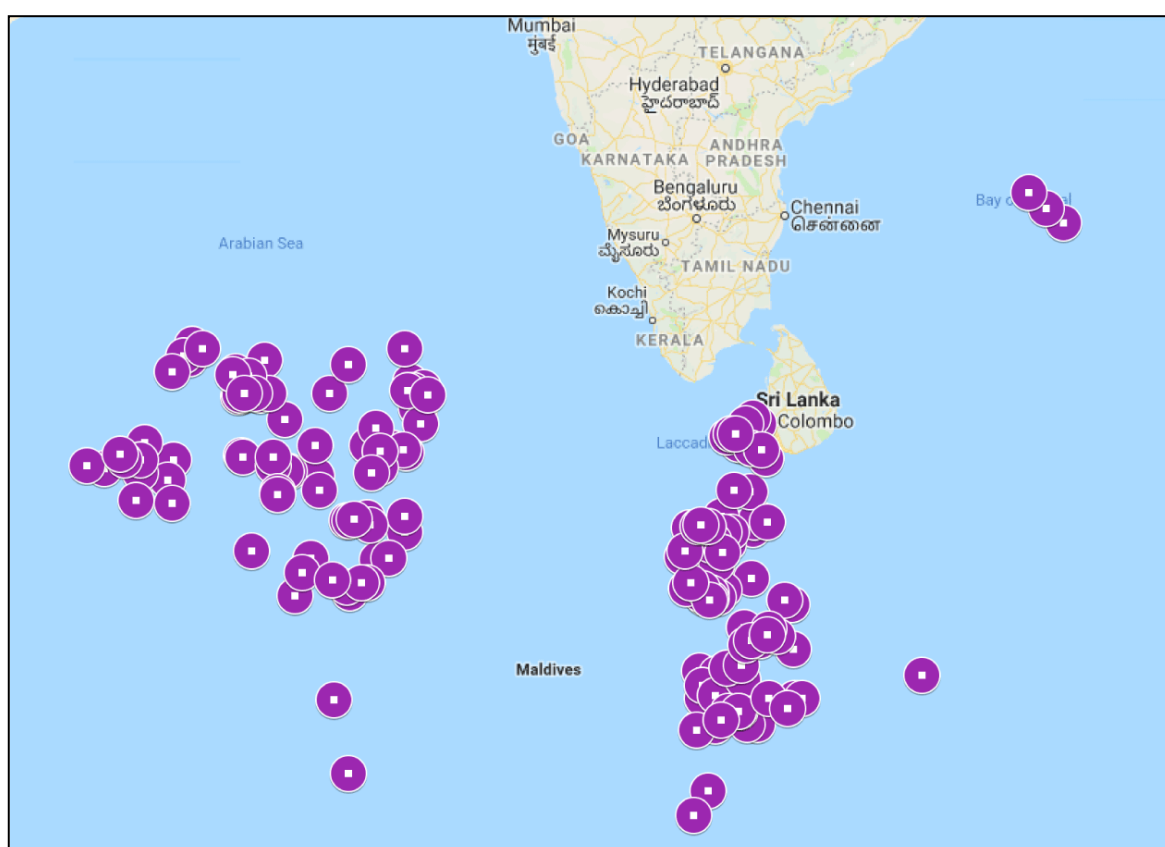 Mumbai
मुंबई
TELANGANA
Hyderabad
హైదరాబాద్
GOA
KARNATAKA
ANDHRA
PRADESH
Bengaluru
ಬೆಂಗಳೂರು
Bay o
al
Chennai
சென்னை
Arabian Sea
Mysuru
ಮೈಸೂರು
TAMIL NADU
Kochi
കൊച്ചി
KERALA
Sri Lanka
Colombo
Laccad
Maldives